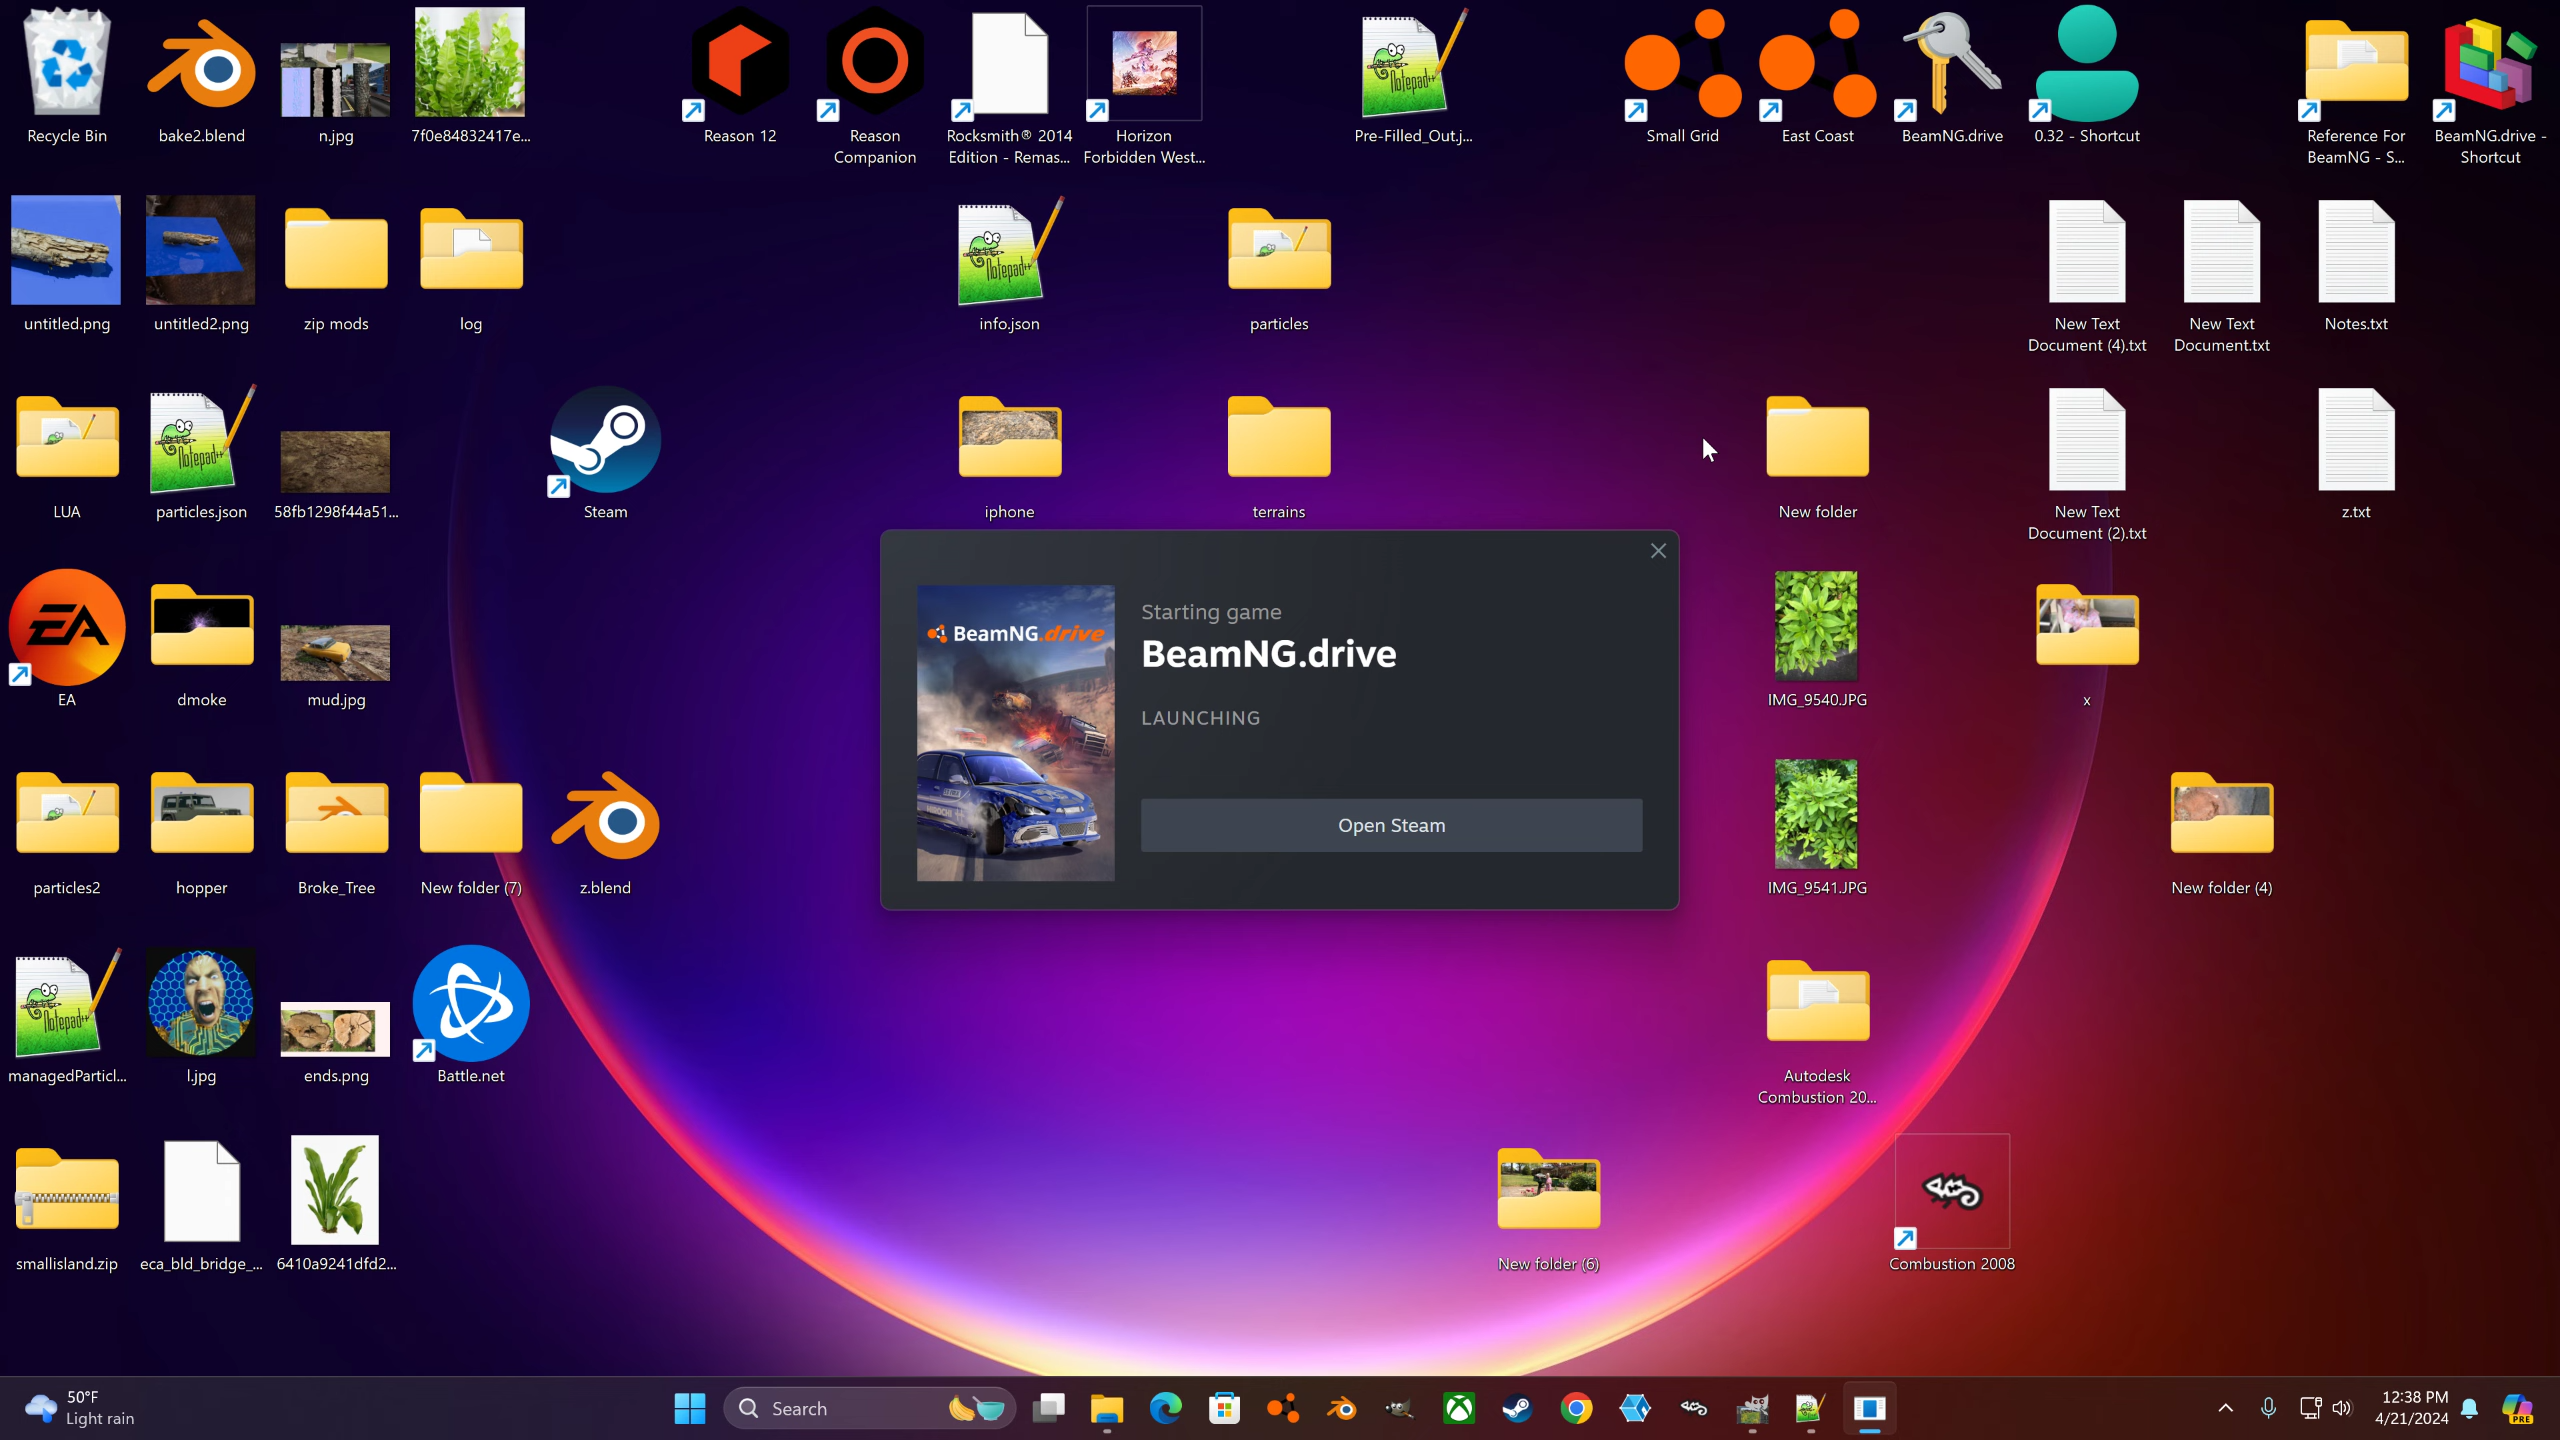 Recycle Bin
bake2.blend
n.jpg
7f0e84832417e...
Reason 12
Reason
Companion
Rocksmith® 2014
Edition - Remas...
Horizon
Forbidden West...
Pre-Filled_Out.j...
Small Grid
East Coast
BeamNG.drive
0.32 - Shortcut
Reference For
BeamNG - S...
BeamNG.drive -
Shortcut
untitled.png
untitled2.png
zip mods
log
info.json
particles
New Text
Document (4).txt
New Text
Document.txt
Notes.txt
LUA
particles.json
58fb1298f44a51...
Steam
iphone
terrains
New folder
New Text
Document (2).txt
z.txt
EA
EA
dmoke
mud.jpg
BeamNG.drive
Starting game
BeamNG.drive
LAUNCHING
Open Steam
IMG_9540.JPG
x
particles2
hopper
Broke_Tree
New folder (7)
z.blend
IMG_9541.JPG
New folder (4)
managedParticl...
l.jpg
ends.png
Battle.net
Autodesk
Combustion 20...
smallisland.zip
eca_bld_bridge_...
6410a9241dfd2...
New folder (6)
Combustion 2008
50°F
Light rain
Search
12:38 PM
4/21/2024
PRE